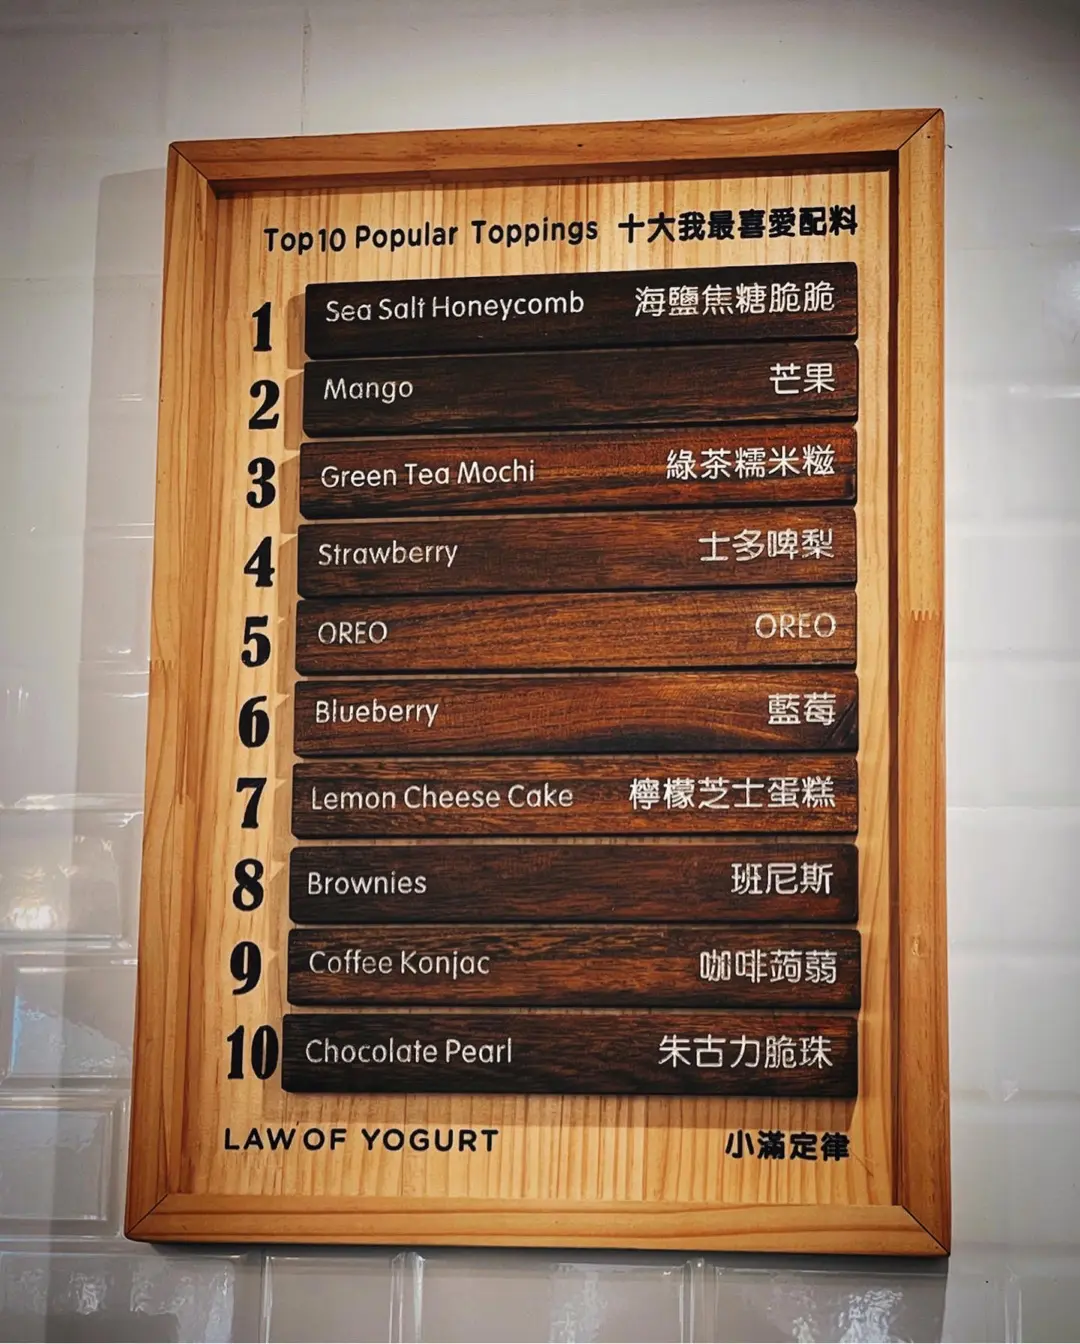 Top 10 Popular Toppings 十大我最喜愛配料
1 Sea Salt Honeycomb 海鹽焦糖脆脆
2 Mango 芒果
3 Green Tea Mochi 綠茶糯米糍
4 Strawberry 士多啤梨
5 OREO OREO
6 Blueberry 藍莓
7 Lemon Cheese Cake 檸檬芝士蛋糕
8 Brownies 班尼斯
9 Coffee Konjac 咖啡蒟蒻
10 Chocolate Pearl 朱古力脆珠
LAW OF YOGURT 小滿定律